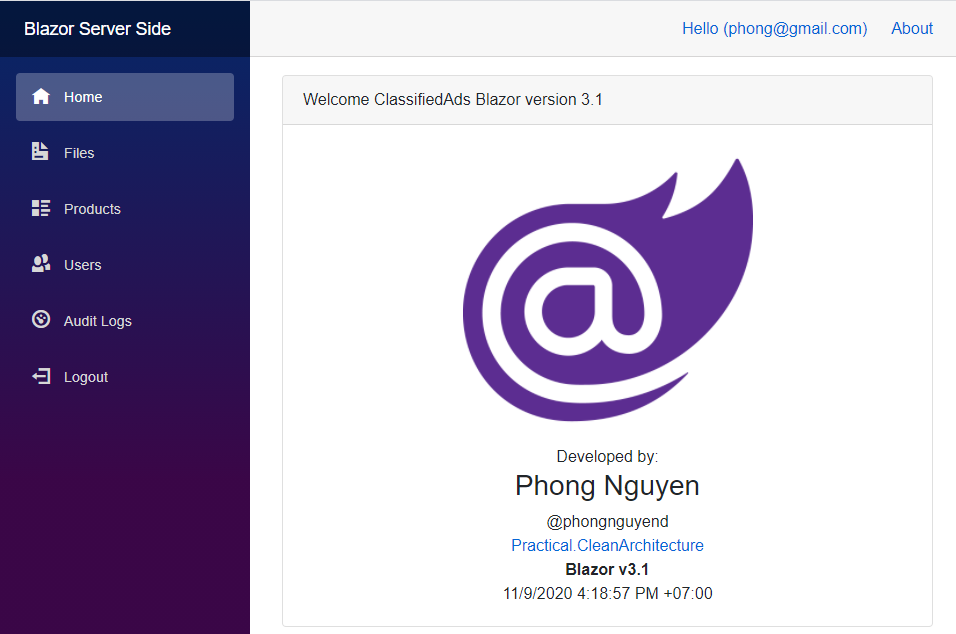 Blazor Server Side
Hello (phong@gmail.com) About
Home
Files
Products
Users
Audit Logs
Logout
Welcome ClassifiedAds Blazor version 3.1
Developed by:
Phong Nguyen
@phongnguyend
Practical.CleanArchitecture
Blazor v3.1
11/9/2020 4:18:57 PM +07:00